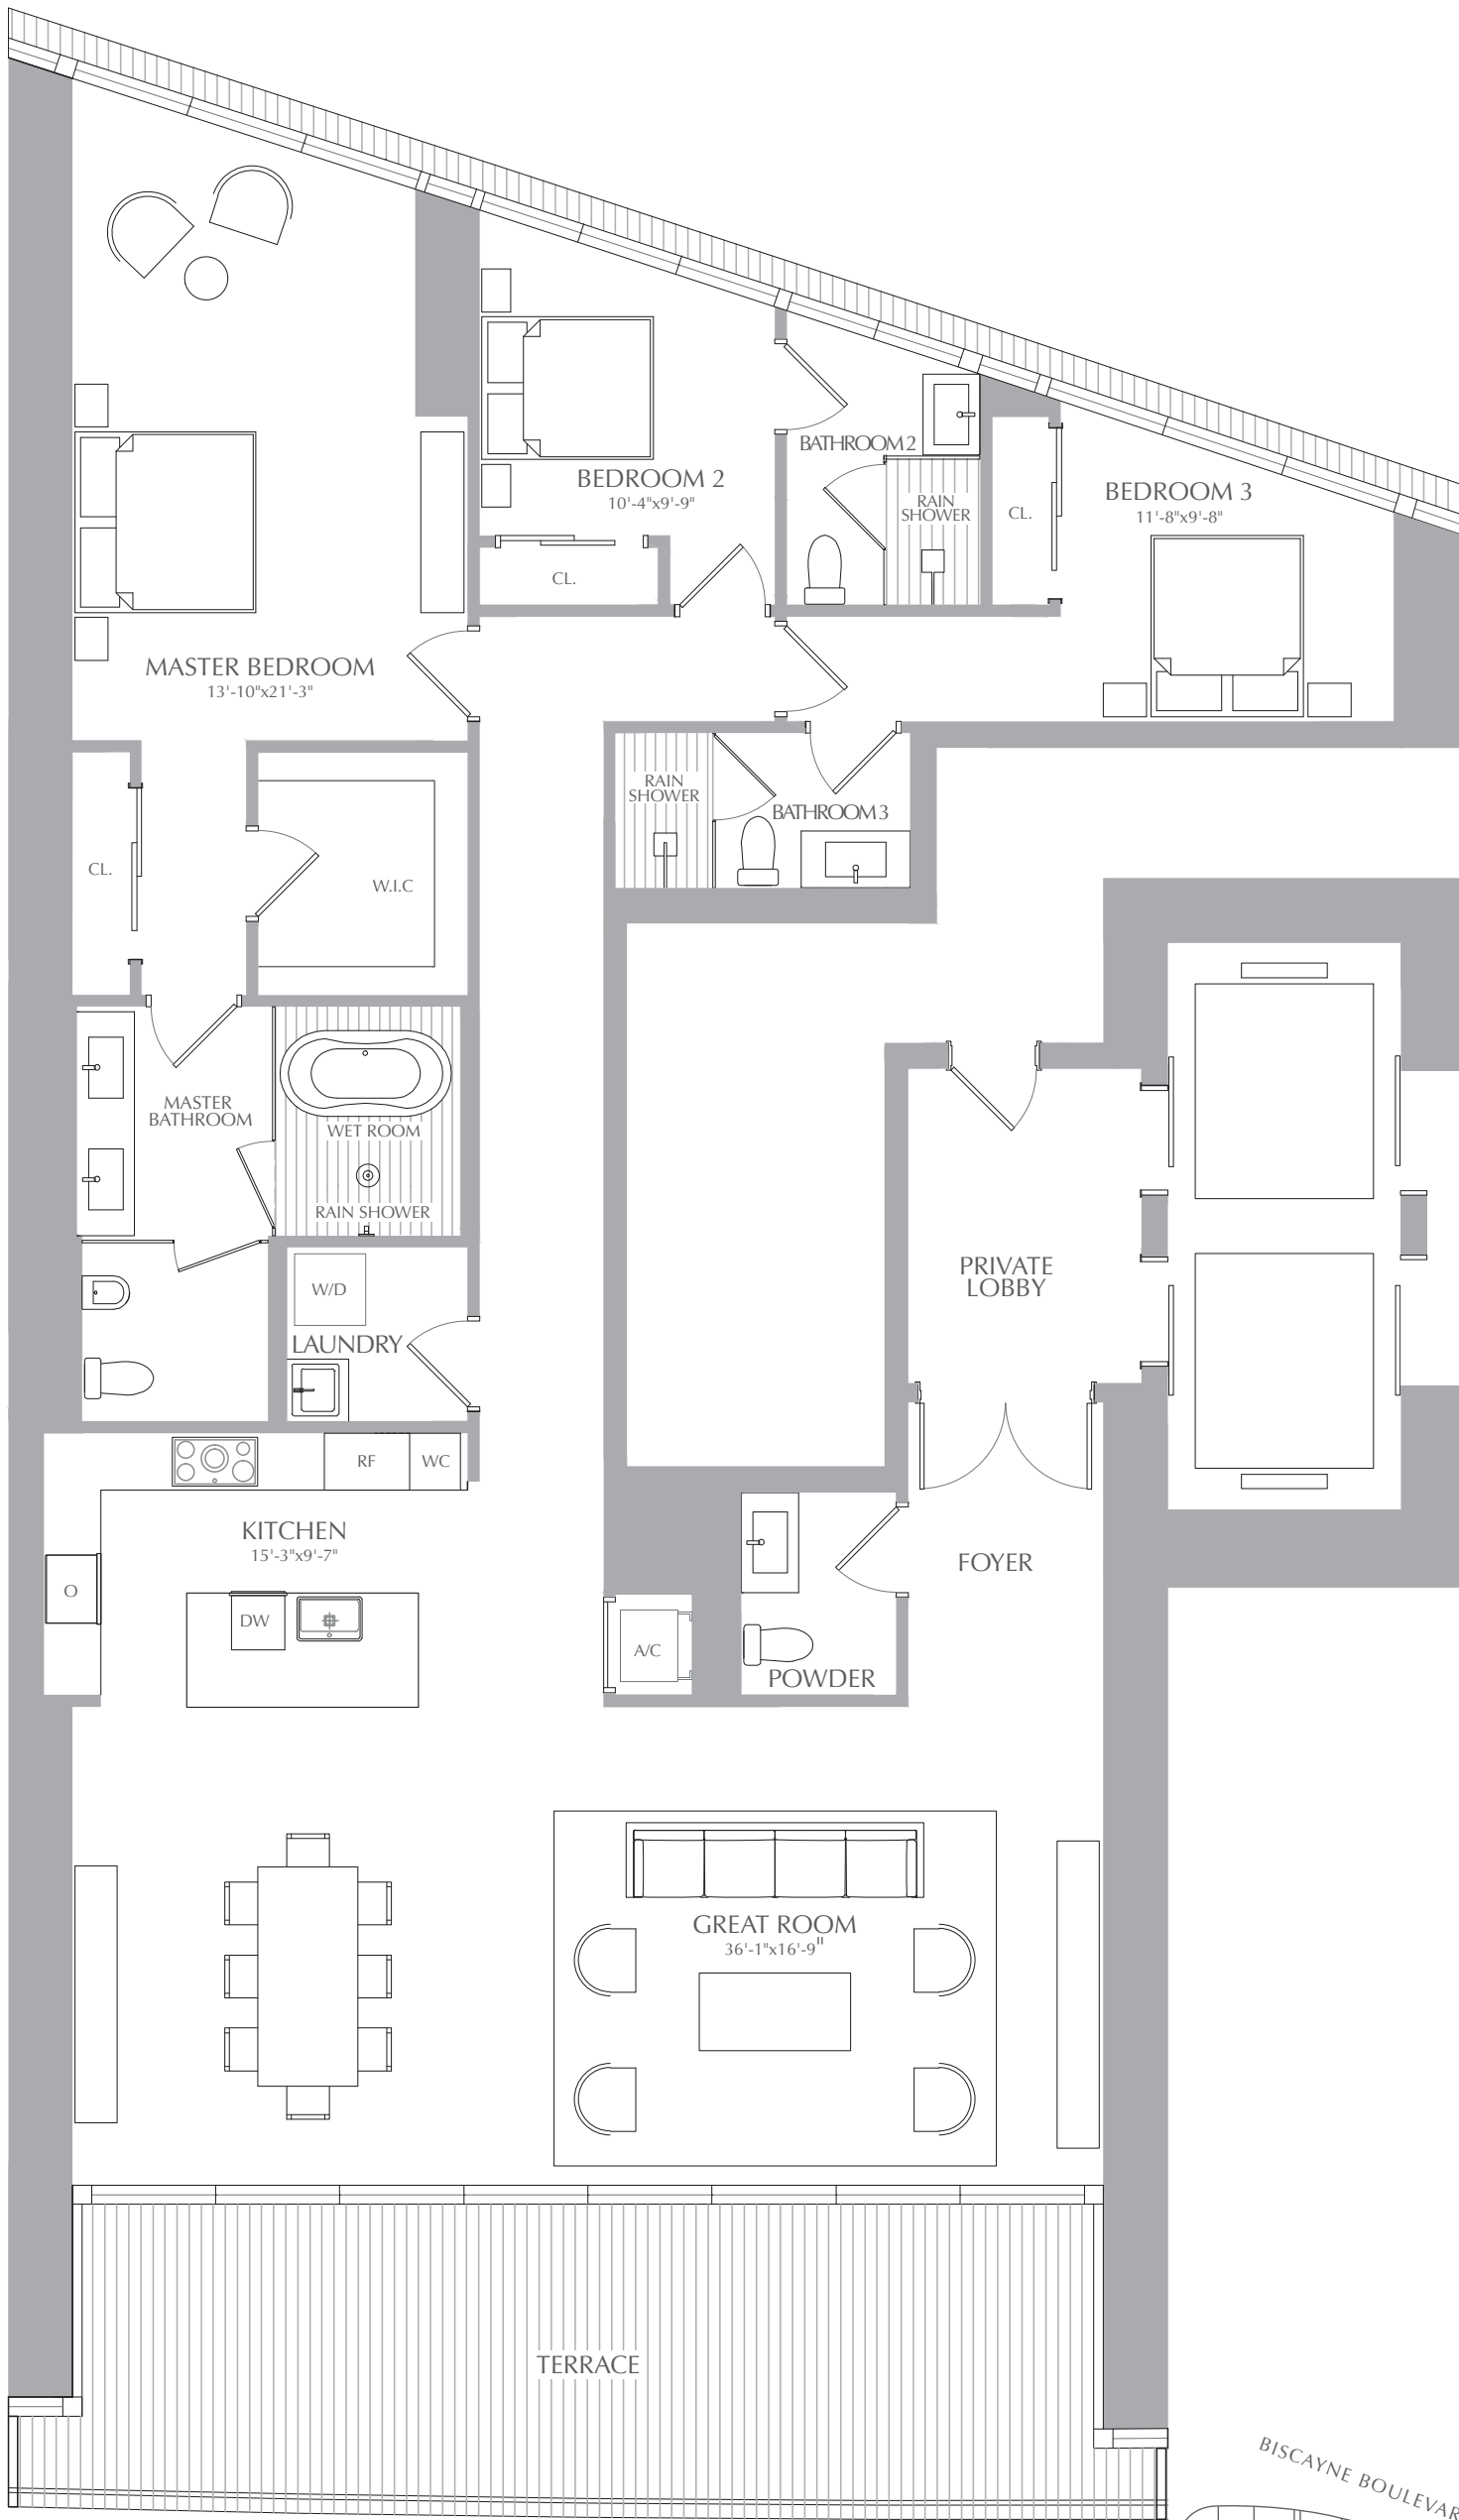 BEDROOM 2
10'-4"x9'-9"
CL.
BATHROOM 2
RAIN
SHOWER
CL.
BEDROOM 3
11'-8"x9'-8"
MASTER BEDROOM
13'-10"x21'-3"
CL.
W.I.C
RAIN
SHOWER
BATHROOM 3
MASTER
BATHROOM
WET ROOM
RAIN SHOWER
W/D
LAUNDRY
PRIVATE
LOBBY
RF
WC
KITCHEN
15'-3"x9'-7"
O
DW
A/C
POWDER
FOYER
GREAT ROOM
36'-1"x16'-9"
TERRACE
BISCAYNE